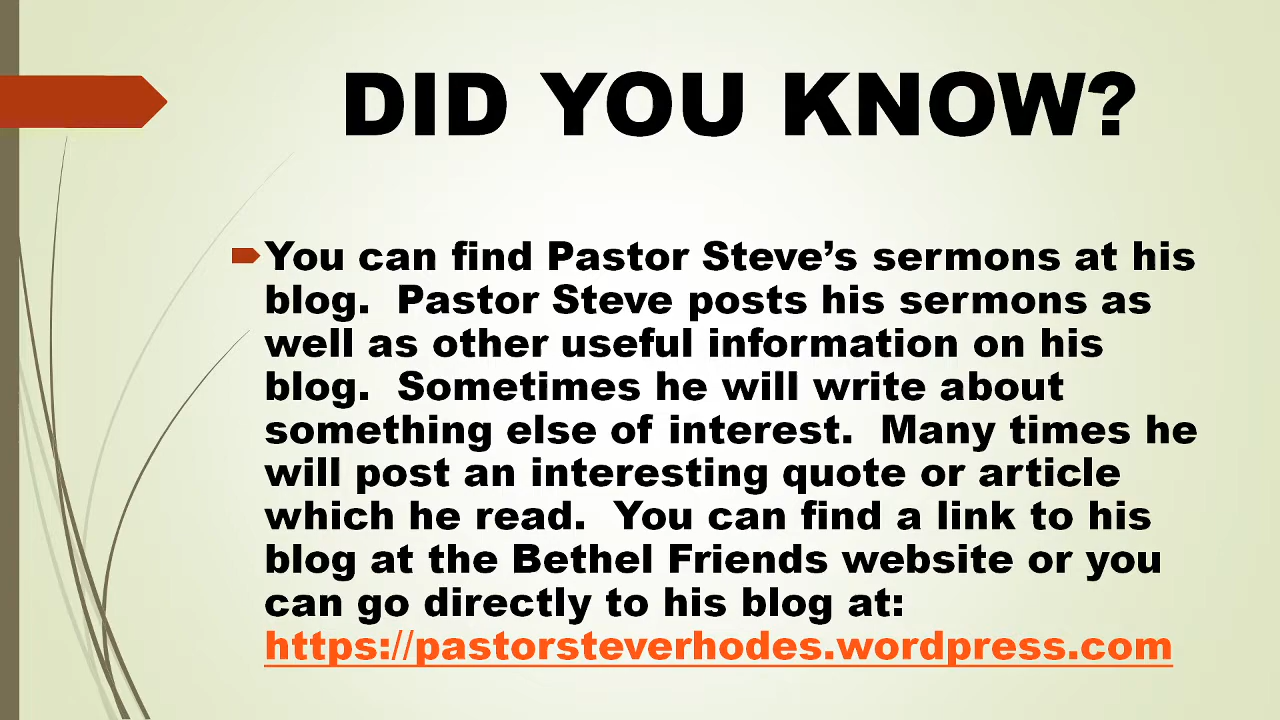 DID YOU KNOW?
You can find Pastor Steve’s sermons at his
blog.  Pastor Steve posts his sermons as
well as other useful information on his
blog.  Sometimes he will write about
something else of interest.  Many times he
will post an interesting quote or article
which he read.  You can find a link to his
blog at the Bethel Friends website or you
can go directly to his blog at:
https://pastorsteverhodes.wordpress.com